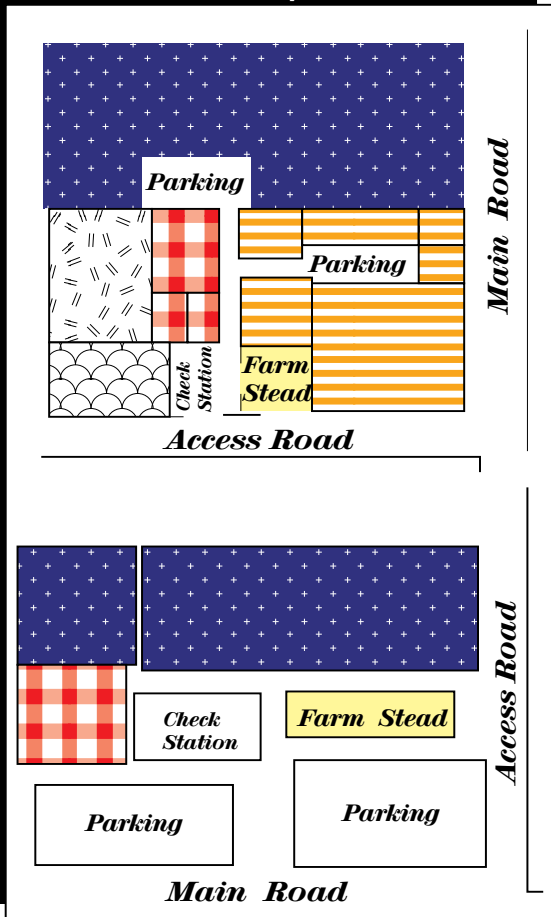 Parking
Main Road
Parking
Check
Station
Farm
Stead
Access Road
Access Road
Check
Station
Farm Stead
Parking
Parking
Main Road